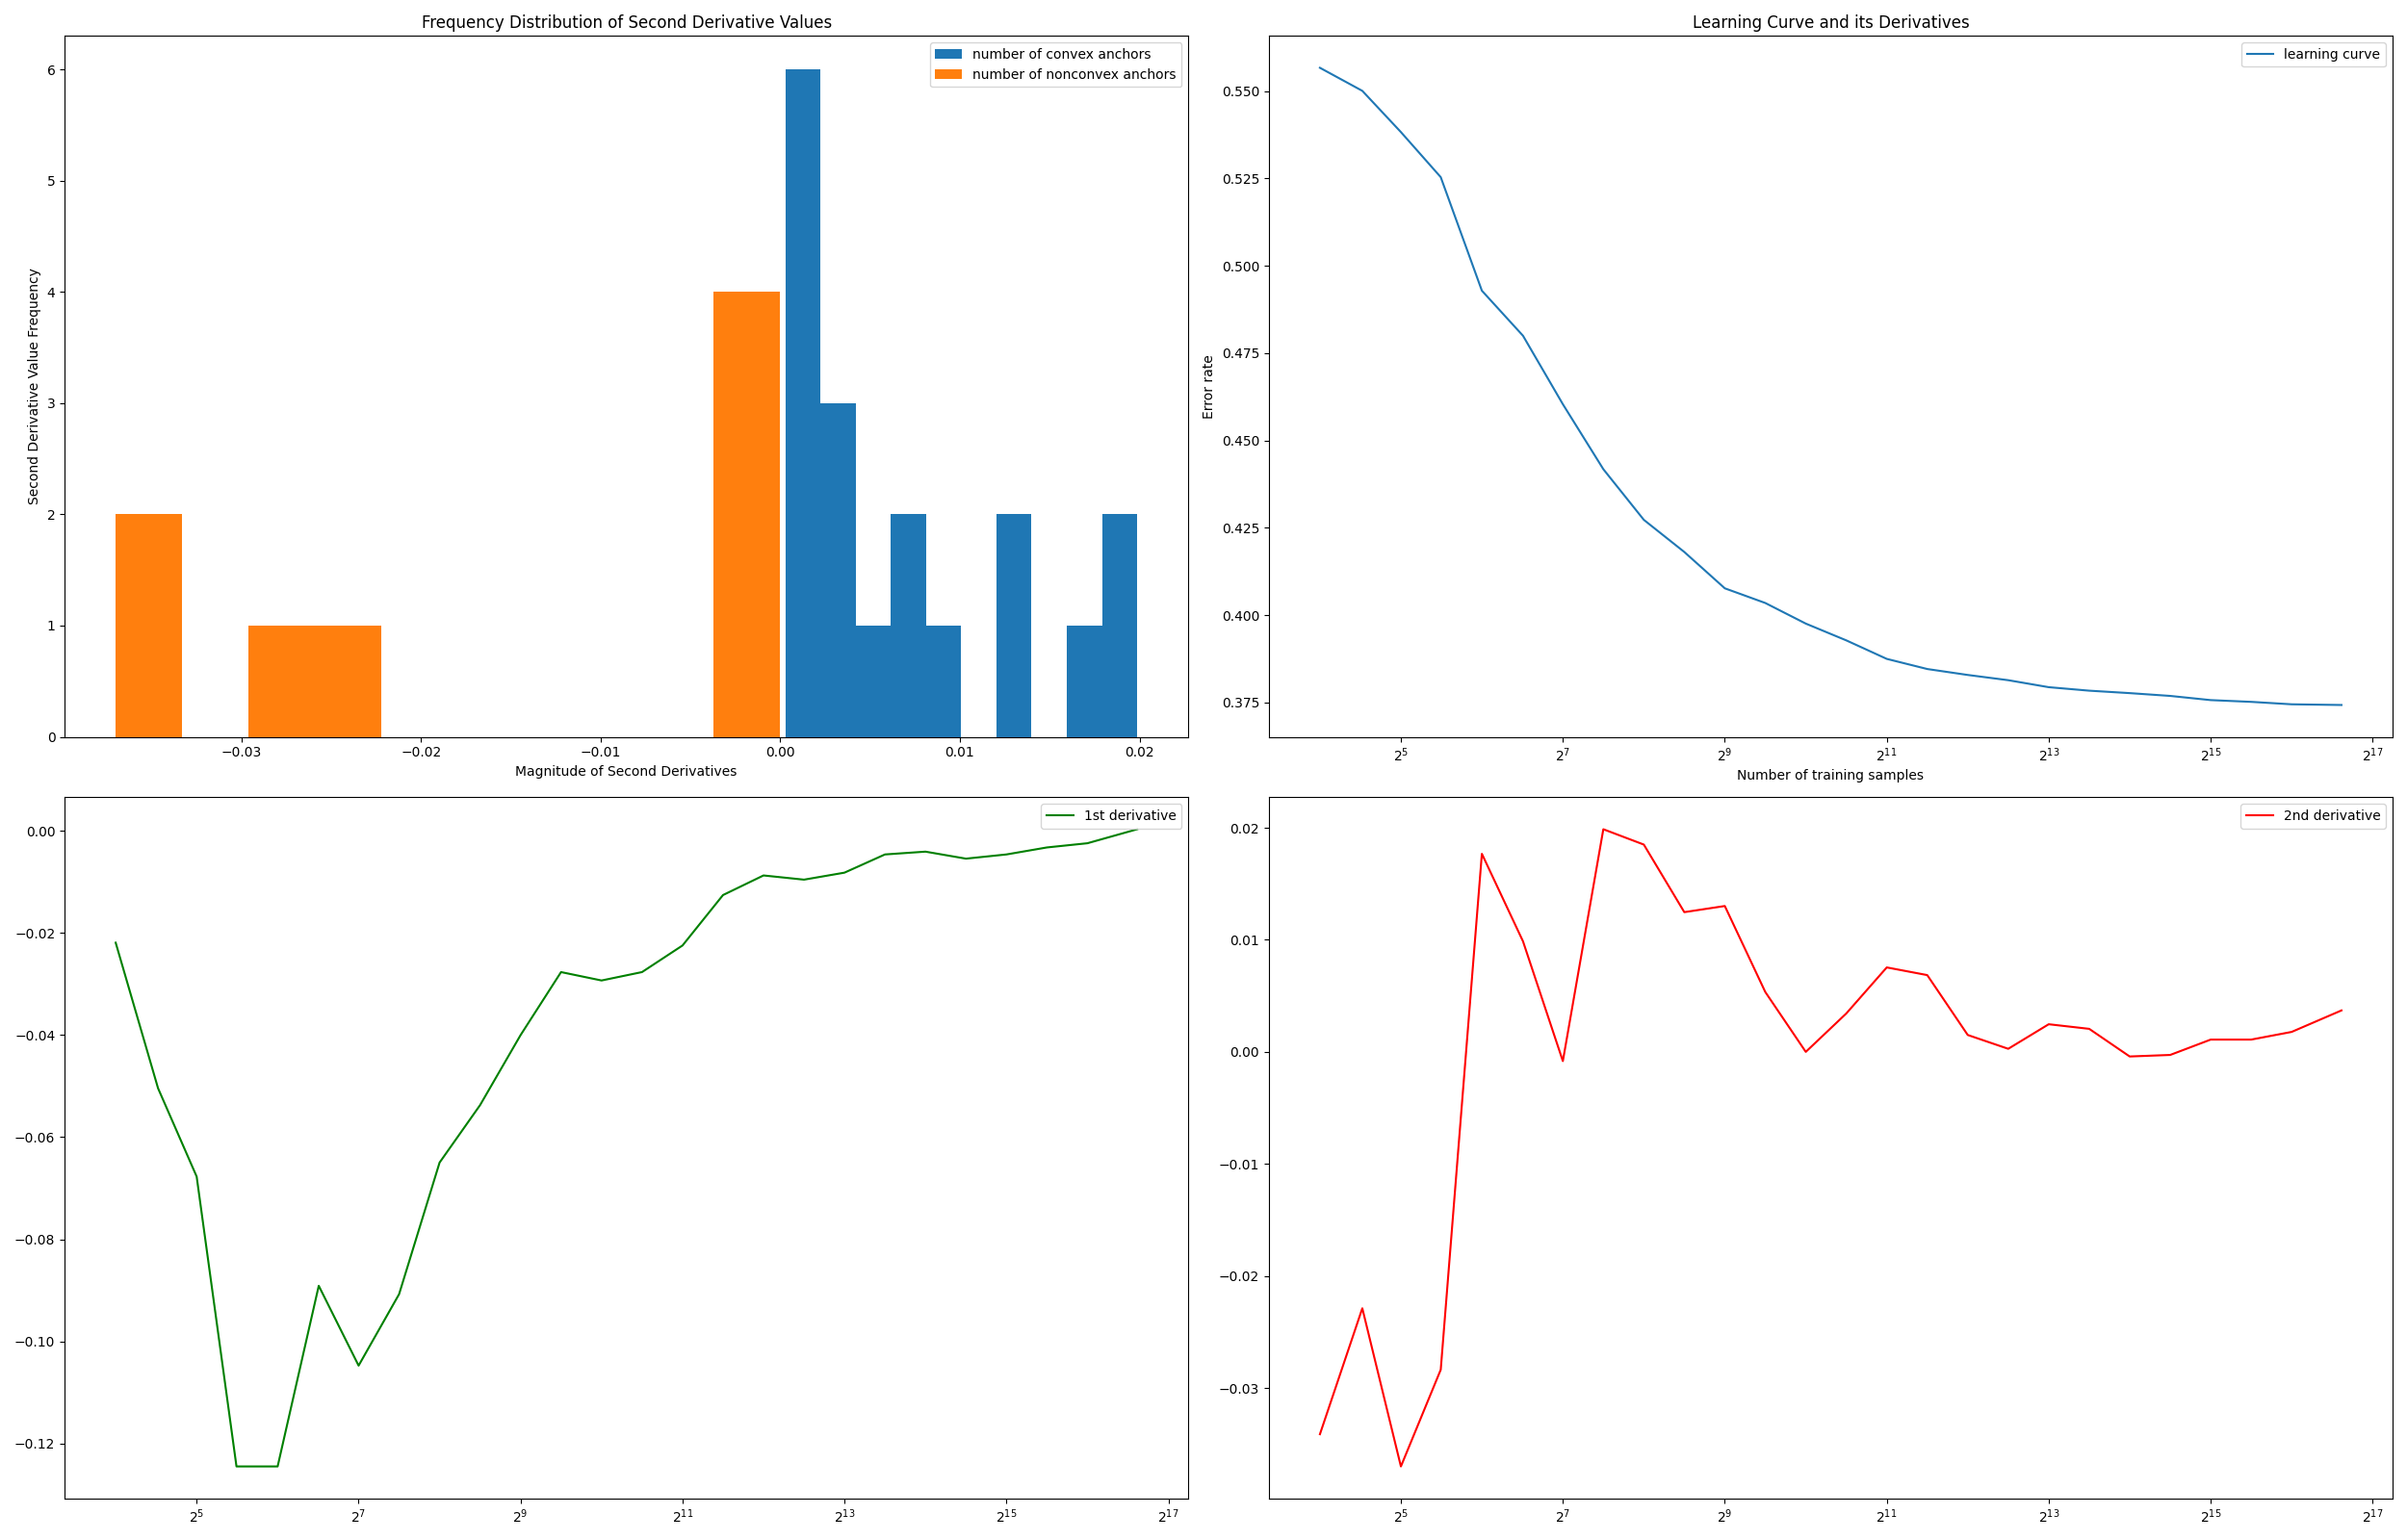 Frequency Distribution of Second Derivative Values
number of convex anchors
number of nonconvex anchors
6
5
4
3
2
1
0
Second Derivative Value Frequency
−0.03 −0.02 −0.01 0.00 0.01 0.02
Magnitude of Second Derivatives
Learning Curve and its Derivatives
learning curve
0.550
0.525
0.500
0.475
0.450
0.425
0.400
0.375
Error rate
2^5 2^7 2^9 2^11 2^13 2^15 2^17
Number of training samples
1st derivative
0.00
−0.02
−0.04
−0.06
−0.08
−0.10
−0.12
2^5 2^7 2^9 2^11 2^13 2^15 2^17
2nd derivative
0.02
0.01
0.00
−0.01
−0.02
−0.03
2^5 2^7 2^9 2^11 2^13 2^15 2^17